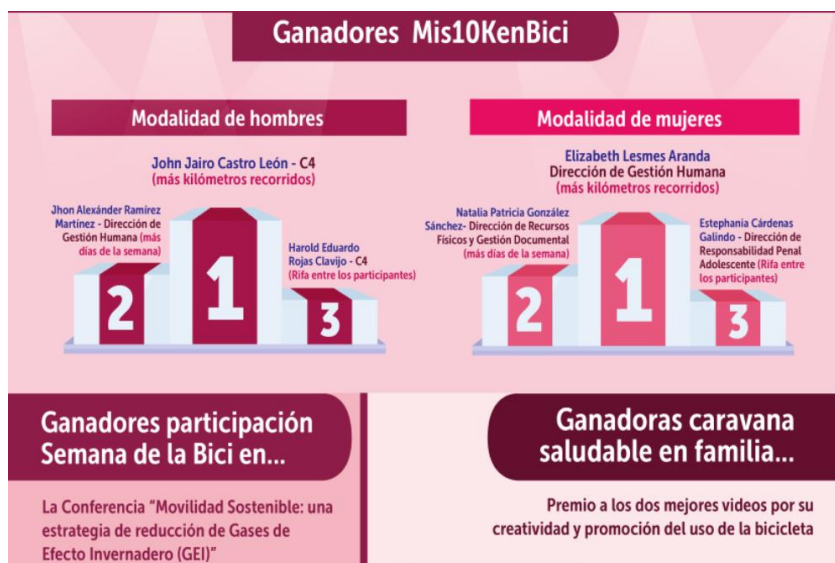 Ganadores Mis10KenBici
Modalidad de hombres
John Jairo Castro León - C4
(más kilómetros recorridos)
Jhon Alexánder Ramírez
Martínez - Dirección de
Gestión Humana (más
días de la semana)
Harold Eduardo
Rojas Clavijo - C4
(Rifa entre los participantes)
2
1
3
Modalidad de mujeres
Elizabeth Lesmes Aranda
Dirección de Gestión Humana
(más kilómetros recorridos)
Natalia Patricia González
Sánchez- Dirección de Recursos
Físicos y Gestión Documental
(más días de la semana)
Estephanía Cárdenas
Galindo - Dirección de
Responsabilidad Penal
Adolescente (Rifa entre
los participantes)
2
1
3
Ganadores participación
Semana de la Bici en...
La Conferencia “Movilidad Sostenible: una
estrategia de reducción de Gases de
Efecto Invernadero (GEI)”
Ganadoras caravana
saludable en familia...
Premio a los dos mejores videos por su
creatividad y promoción del uso de la bicicleta